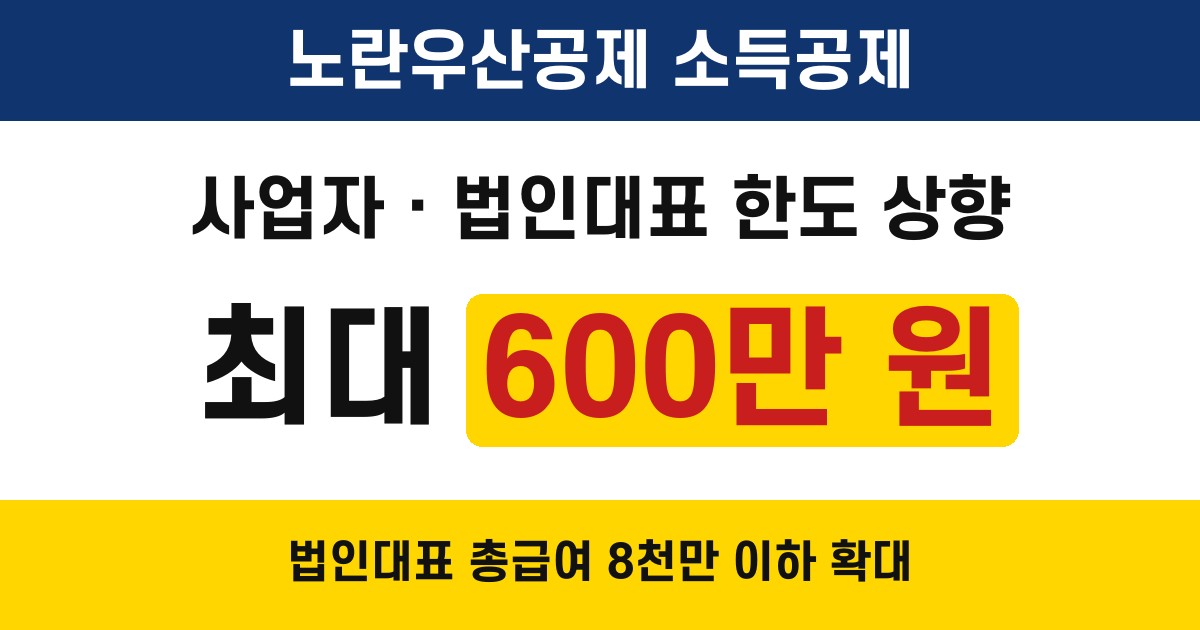 노란우산공제 소득공제
사업자 · 법인대표 한도 상향
최대 600만 원
법인대표 총급여 8천만 이하 확대